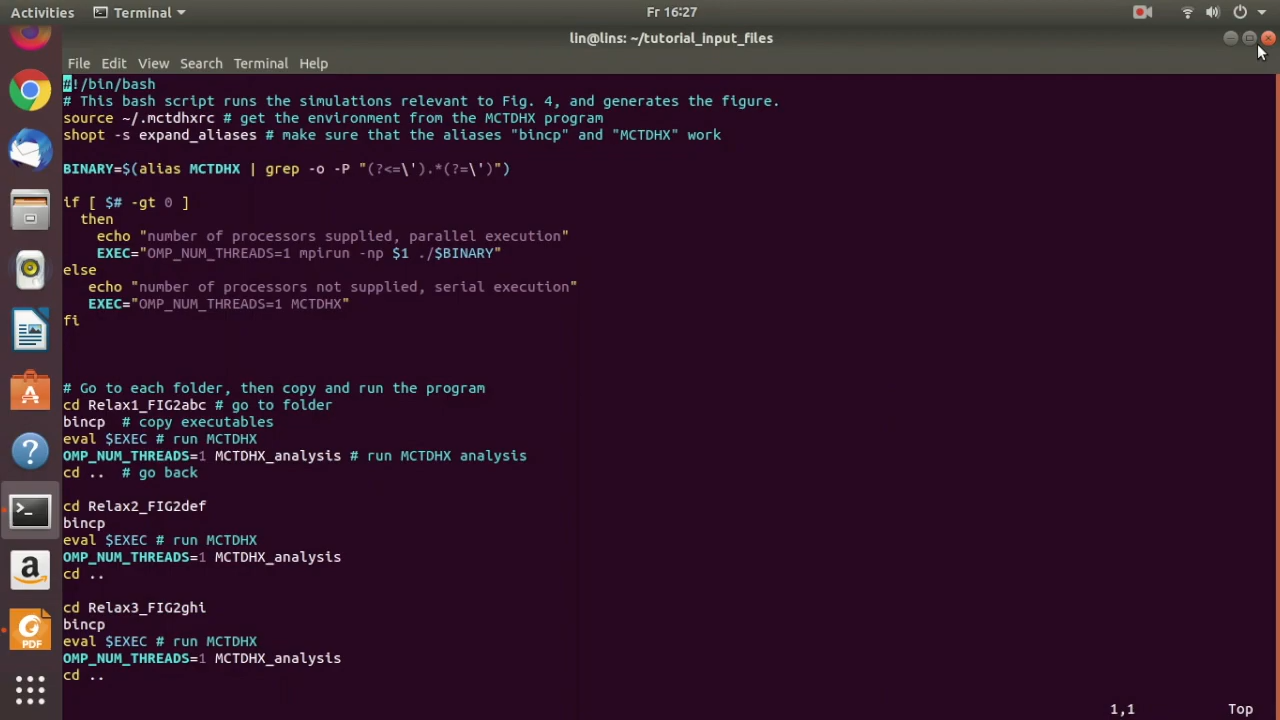 Activities
Terminal
Fr 16:27
lin@lins: ~/tutorial_input_files
File Edit View Search Terminal Help
#!/bin/bash
# This bash script runs the simulations relevant to Fig. 4, and generates the figure.
source ~/.mctdhxrc # get the environment from the MCTDHX program
shopt -s expand_aliases # make sure that the aliases "bincp" and "MCTDHX" work
BINARY=$(alias MCTDHX | grep -o -P "(?<=\').*(?=\')")
if [ $# -gt 0 ]
then
echo "number of processors supplied, parallel execution"
EXEC="OMP_NUM_THREADS=1 mpirun -np $1 ./$BINARY"
else
echo "number of processors not supplied, serial execution"
EXEC="OMP_NUM_THREADS=1 MCTDHX"
fi
# Go to each folder, then copy and run the program
cd Relax1_FIG2abc # go to folder
bincp  # copy executables
eval $EXEC # run MCTDHX
OMP_NUM_THREADS=1 MCTDHX_analysis # run MCTDHX analysis
cd ..  # go back
cd Relax2_FIG2def
bincp
eval $EXEC # run MCTDHX
OMP_NUM_THREADS=1 MCTDHX_analysis
cd ..
cd Relax3_FIG2ghi
bincp
eval $EXEC # run MCTDHX
OMP_NUM_THREADS=1 MCTDHX_analysis
cd ..
PDF
1,1
Top